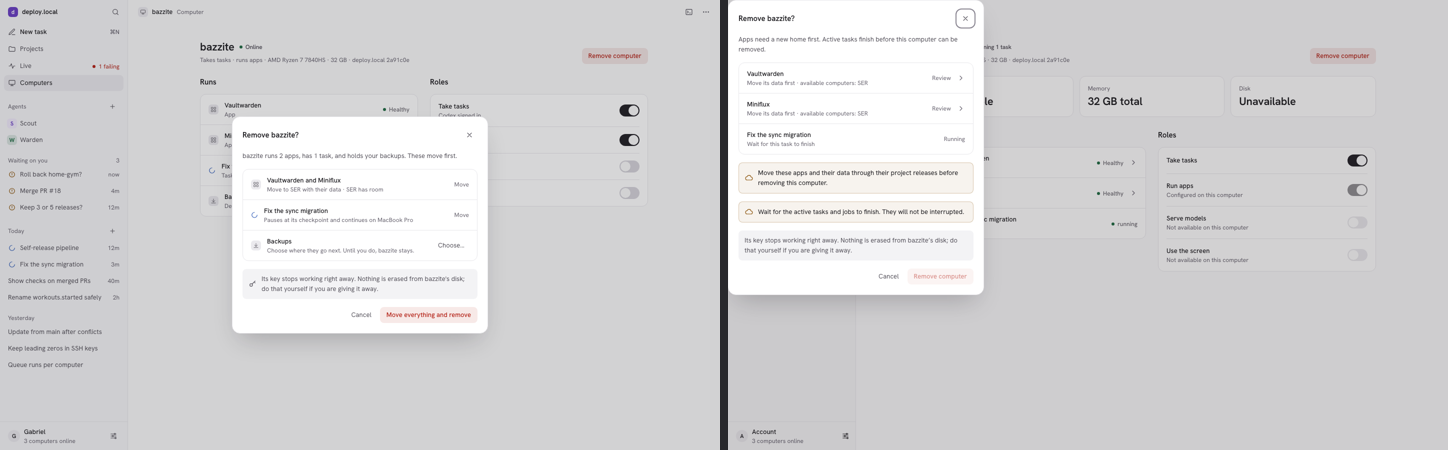 d deploy.local
New task ⌘N
Projects
Live 1 failing
Computers
Agents
S Scout
W Warden
Waiting on you 3
Roll back home-gym? now
Merge PR #18 4m
Keep 3 or 5 releases? 12m
Today
Self-release pipeline 12m
Fix the sync migration 3m
Show checks on merged PRs 40m
Rename workouts.started safely 2h
Yesterday
Update from main after conflicts
Keep leading zeros in SSH keys
Queue runs per computer
G Gabriel
3 computers online
bazzite Computer
bazzite Online
Takes tasks · runs apps · AMD Ryzen 7 7840HS · 32 GB · deploy.local 2a91c0e
Remove computer
Runs
Roles
Vaultwarden
App
Healthy
Take tasks
Codex signed in
Remove bazzite?
bazzite runs 2 apps, has 1 task, and holds your backups. These move first.
Vaultwarden and Miniflux
Move to SER with their data · SER has room
Move
Fix the sync migration
Pauses at its checkpoint and continues on MacBook Pro
Move
Backups
Choose where they go next. Until you do, bazzite stays.
Choose...
Its key stops working right away. Nothing is erased from bazzite's disk;
do that yourself if you are giving it away.
Cancel
Move everything and remove
Remove bazzite?
Apps need a new home first. Active tasks finish before this computer can be
removed.
Vaultwarden
Move its data first · available computers: SER
Review
Miniflux
Move its data first · available computers: SER
Review
Fix the sync migration
Wait for this task to finish
Running
Move these apps and their data through their project releases before
removing this computer.
Wait for the active tasks and jobs to finish. They will not be interrupted.
Its key stops working right away. Nothing is erased from bazzite's disk; do
that yourself if you are giving it away.
Cancel
Remove computer
A Account
3 computers online
1 task
· 32 GB · deploy.local 2a91c0e
Remove computer
Memory
32 GB total
Disk
Unavailable
Roles
Healthy
Healthy
running
Take tasks
Run apps
Configured on this computer
Serve models
Not available on this computer
Use the screen
Not available on this computer